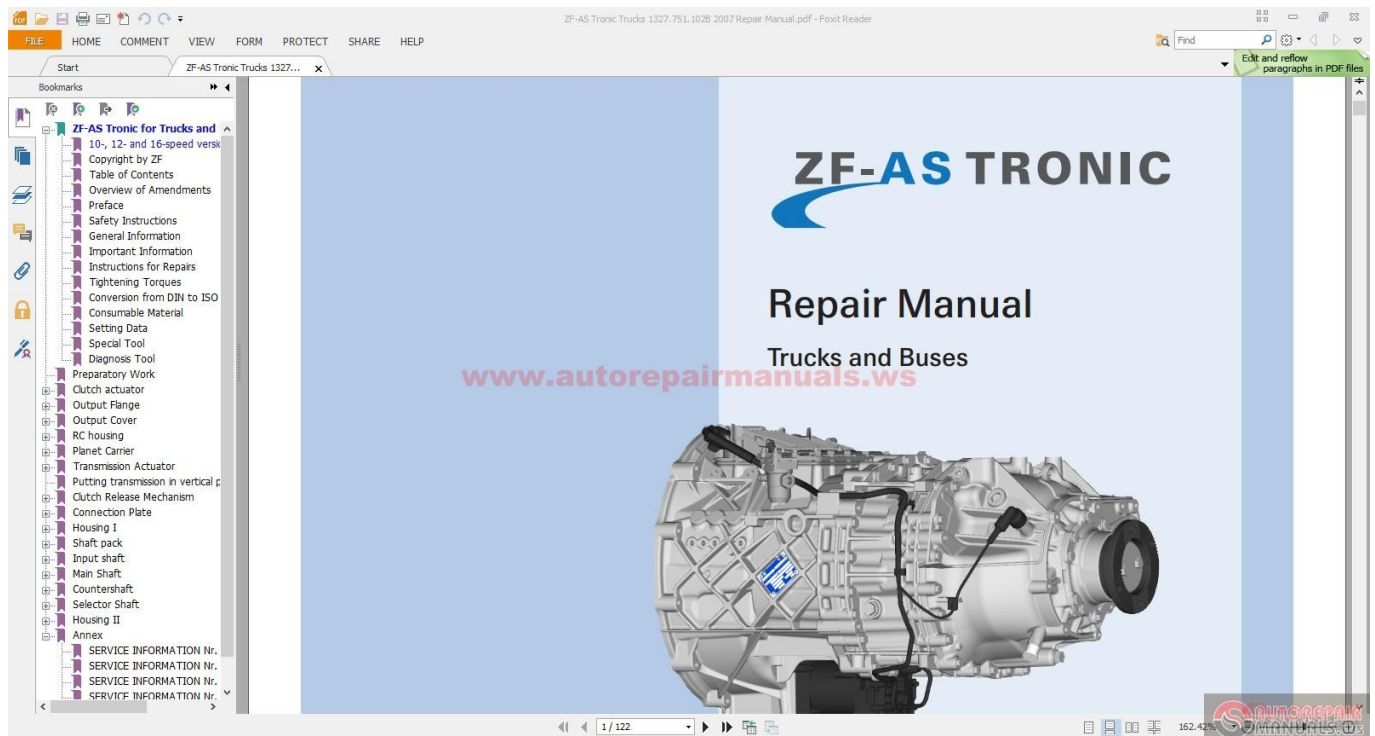 ZF-AS Tronic Trucks 1327.751.102B 2007 Repair Manual.pdf - Foxit Reader
FILE HOME COMMENT VIEW FORM PROTECT SHARE HELP
Find
Edit and reflow
paragraphs in PDF files
Start
ZF-AS Tronic Trucks 1327...
Bookmarks
ZF-AS Tronic for Trucks and
10-, 12- and 16-speed versio
Copyright by ZF
Table of Contents
Overview of Amendments
Preface
Safety Instructions
General Information
Important Information
Instructions for Repairs
Tightening Torques
Conversion from DIN to ISO
Consumable Material
Setting Data
Special Tool
Diagnosis Tool
Preparatory Work
Clutch actuator
Output Flange
Output Cover
RC housing
Planet Carrier
Transmission Actuator
Putting transmission in vertical p
Clutch Release Mechanism
Connection Plate
Housing I
Shaft pack
Input shaft
Main Shaft
Countershaft
Selector Shaft
Housing II
Annex
SERVICE INFORMATION Nr.
SERVICE INFORMATION Nr.
SERVICE INFORMATION Nr.
SERVICE INFORMATION Nr.
ZF-AS TRONIC
Repair Manual
Trucks and Buses
www.autorepairmanuals.ws
1 / 122
162.42%
AUTOREPAIR
MANUALS.WS